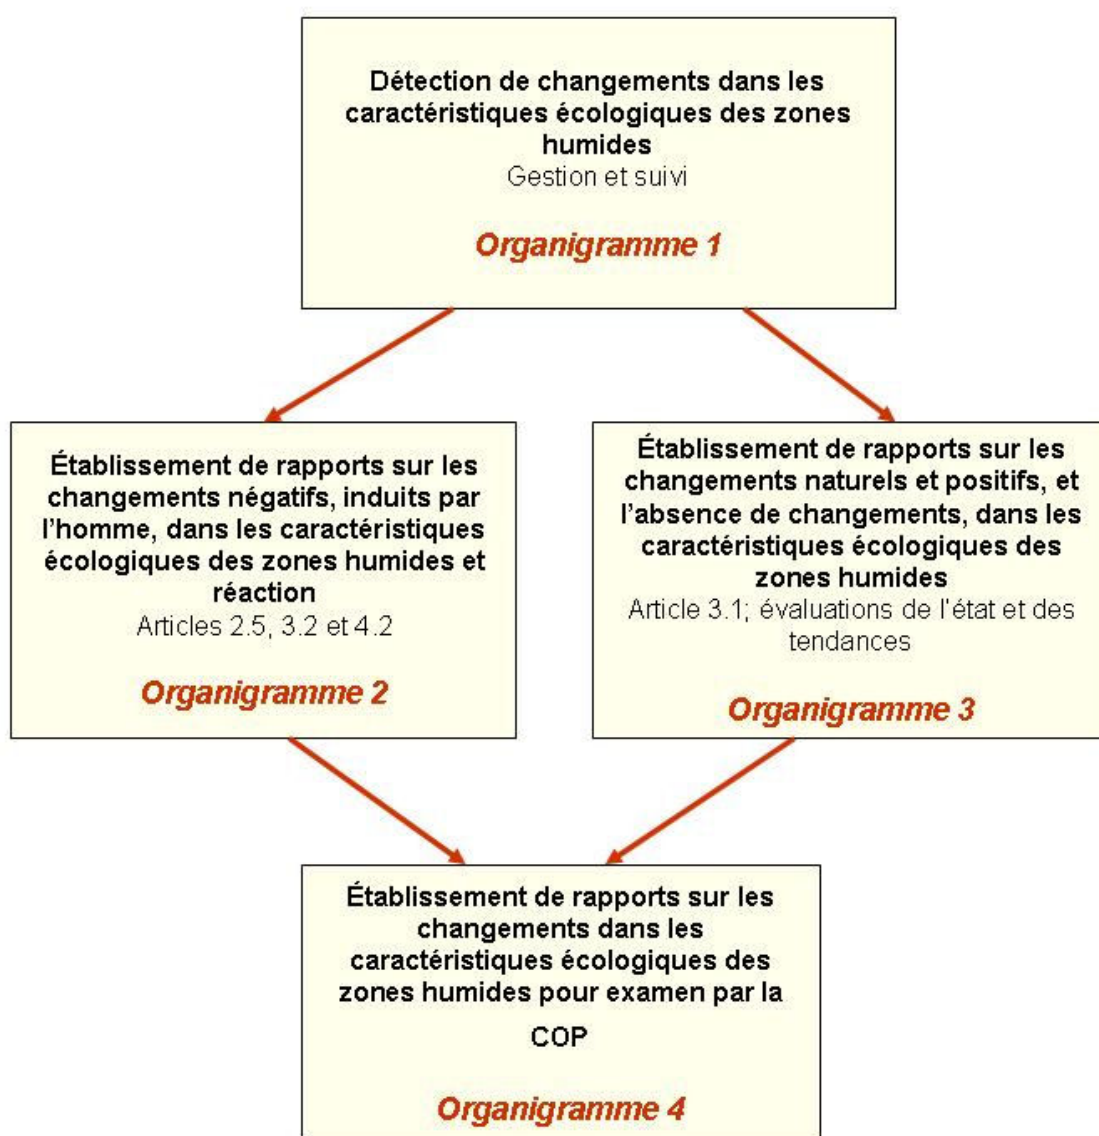 Détection de changements dans les
caractéristiques écologiques des zones
humides
Gestion et suivi
Organigramme 1
Établissement de rapports sur les
changements négatifs, induits par
l'homme, dans les caractéristiques
écologiques des zones humides et
réaction
Articles 2.5, 3.2 et 4.2
Organigramme 2
Établissement de rapports sur les
changements naturels et positifs, et
l'absence de changements, dans les
caractéristiques écologiques des
zones humides
Article 3.1; évaluations de l'état et des
tendances
Organigramme 3
Établissement de rapports sur les
changements dans les
caractéristiques écologiques des
zones humides pour examen par la
COP
Organigramme 4